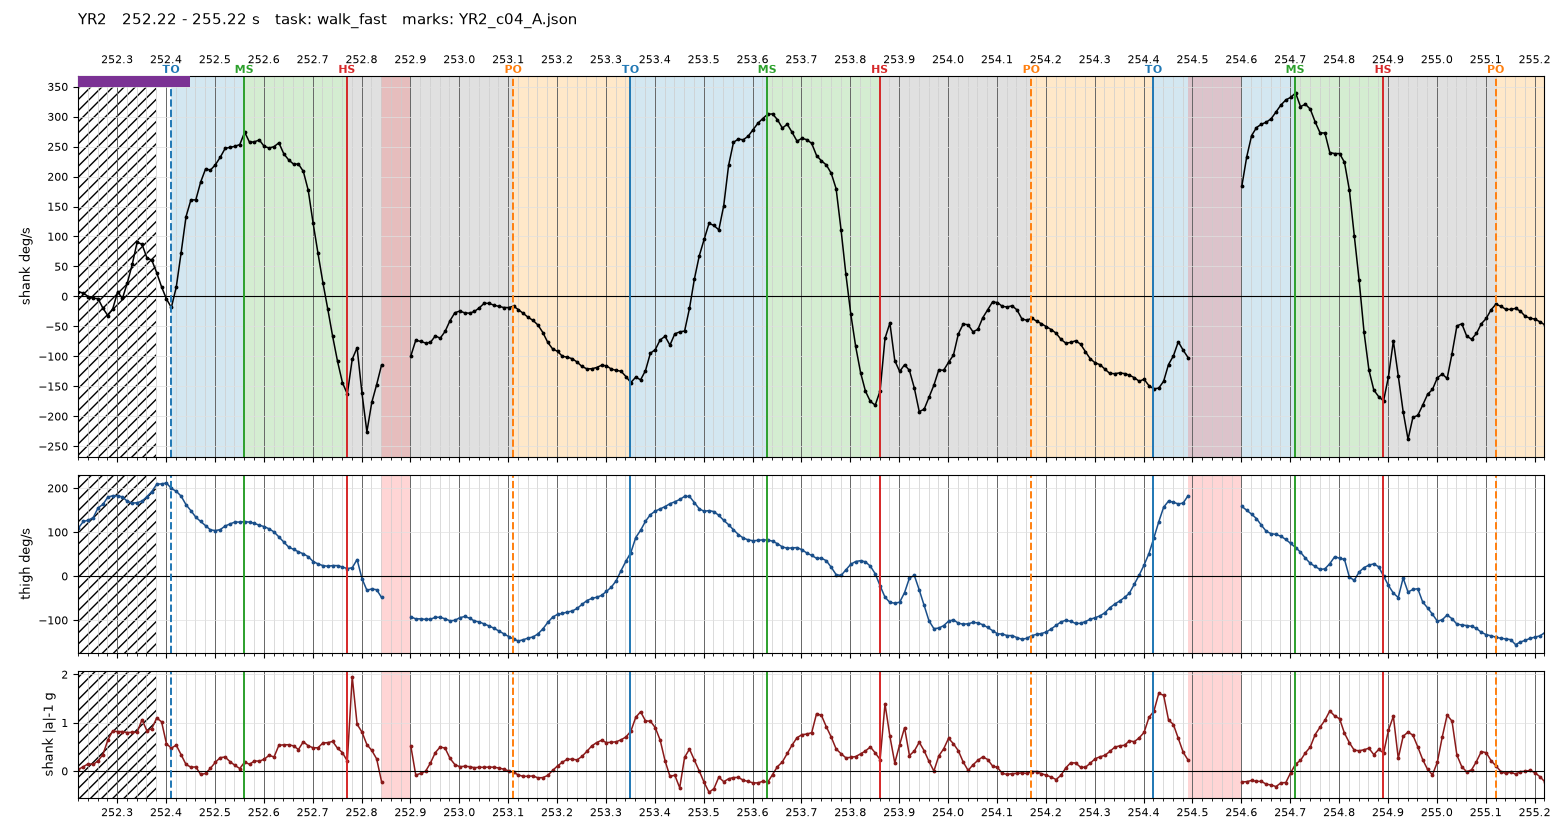 YR2   252.22 - 255.22 s   task: walk_fast   marks: YR2_c04_A.json
252.3 252.4 252.5 252.6 252.7 252.8 252.9 253.0 253.1 253.2 253.3 253.4 253.5 253.6 253.7 253.8 253.9 254.0 254.1 254.2 254.3 254.4 254.5 254.6 254.7 254.8 254.9 255.0 255.1 255.2
TO MS HS PO TO MS HS PO TO MS HS PO
shank deg/s
350
300
250
200
150
100
50
0
−50
−100
−150
−200
−250
thigh deg/s
200
100
0
−100
shank |a|-1 g
2
1
0
252.3 252.4 252.5 252.6 252.7 252.8 252.9 253.0 253.1 253.2 253.3 253.4 253.5 253.6 253.7 253.8 253.9 254.0 254.1 254.2 254.3 254.4 254.5 254.6 254.7 254.8 254.9 255.0 255.1 255.2